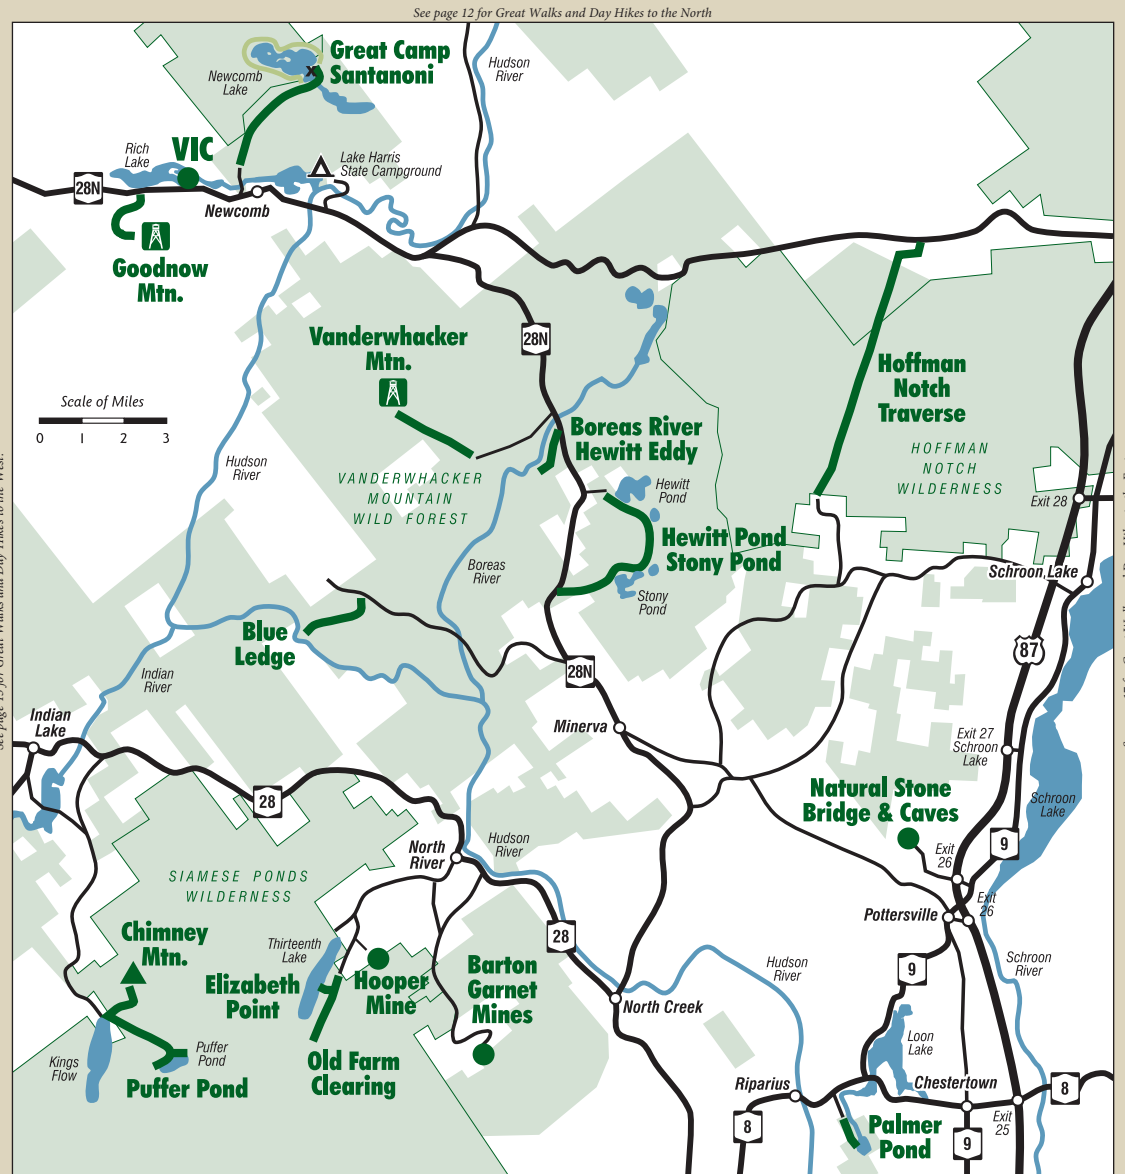 See page 12 for Great Walks and Day Hikes to the North
Great Camp
Santanoni
Newcomb
Lake
x
Hudson
River
Rich
Lake
VIC
Lake Harris
State Campground
28N
Newcomb
Goodnow
Mtn.
Vanderwhacker
Mtn.
28N
Hoffman
Notch
Traverse
Scale of Miles
0 1 2 3
Boreas River
Hewitt Eddy
HOFFMAN
NOTCH
WILDERNESS
Hudson
River
VANDERWHACKER
MOUNTAIN
WILD FOREST
Hewitt
Pond
Exit 28
Hewitt Pond
Stony Pond
Boreas
River
Schroon Lake
Stony
Pond
Blue
Ledge
87
28N
Indian
River
Indian
Lake
Minerva
Exit 27
Schroon
Lake
Natural Stone
Bridge & Caves
Schroon
Lake
28
9
Hudson
River
North
River
Exit
26
SIAMESE PONDS
WILDERNESS
Exit
26
Pottersville
Chimney
Mtn.
Thirteenth
Lake
28
Elizabeth
Point
Hooper
Mine
Barton
Garnet
Mines
Hudson
River
9
Schroon
River
North Creek
Kings
Flow
Puffer
Pond
Puffer Pond
Old Farm
Clearing
Loon
Lake
Riparius
Chestertown
8
8
Exit
25
Palmer
Pond
9